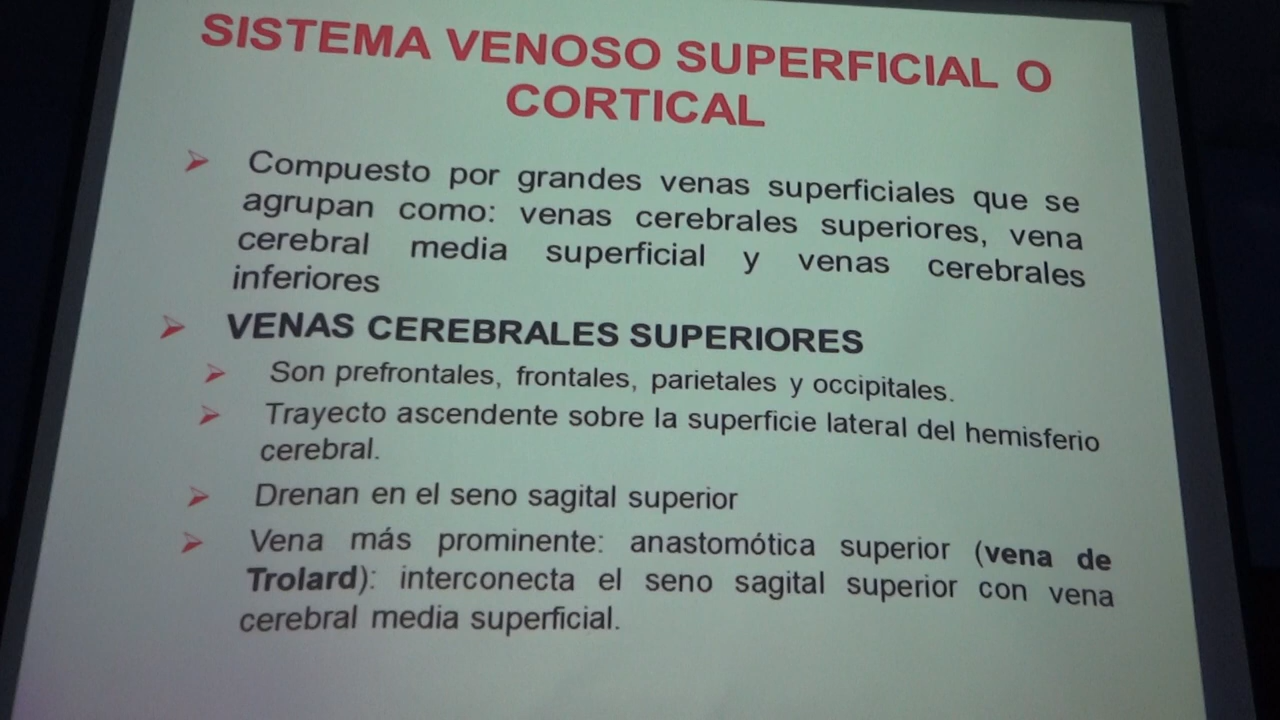 SISTEMA VENOSO SUPERFICIAL O
CORTICAL
Compuesto por grandes venas superficiales que se
agrupan como: venas cerebrales superiores, vena
cerebral media superficial y venas cerebrales
inferiores
VENAS CEREBRALES SUPERIORES
Son prefrontales, frontales, parietales y occipitales.
Trayecto ascendente sobre la superficie lateral del hemisferio
cerebral.
Drenan en el seno sagital superior
Vena más prominente: anastomótica superior (vena de
Trolard): interconecta el seno sagital superior con vena
cerebral media superficial.